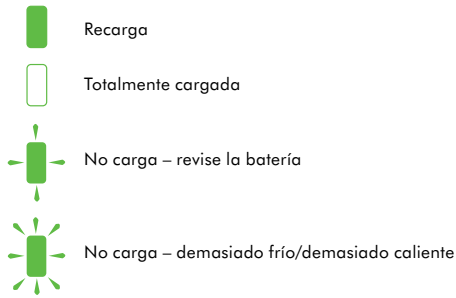 Recarga
Totalmente cargada
No carga – revise la batería
No carga – demasiado frío/demasiado caliente